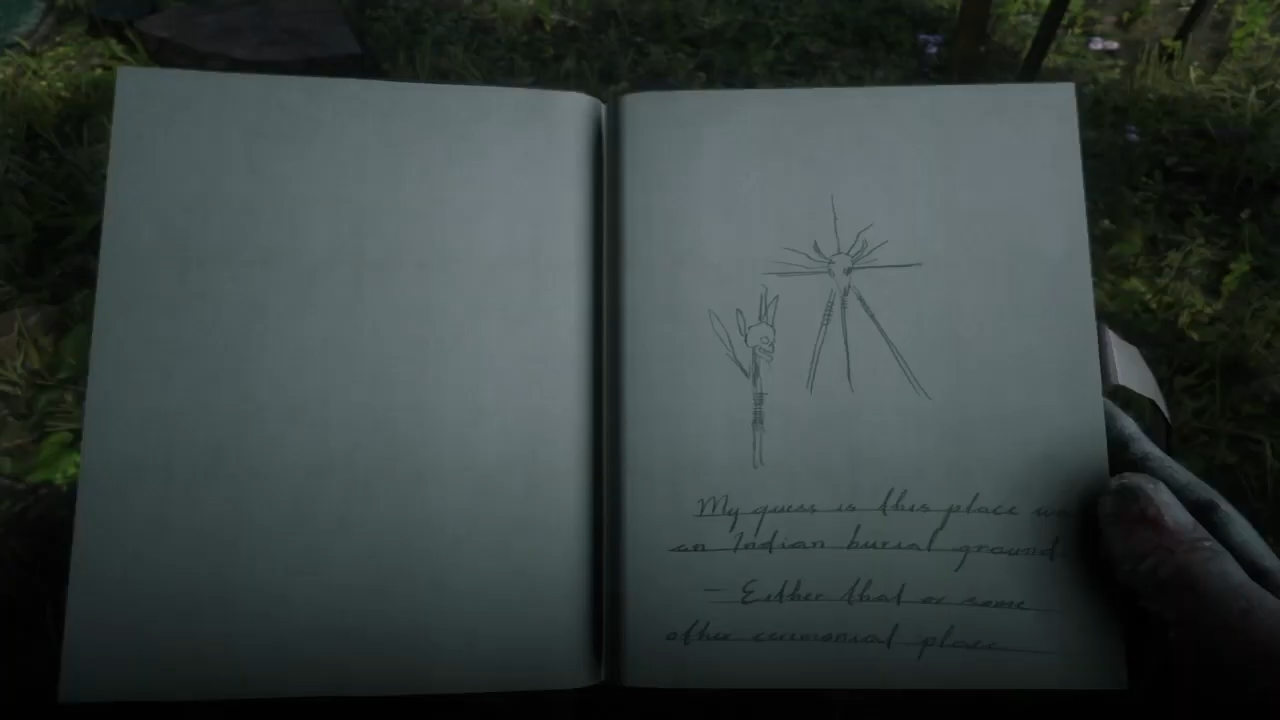 My guess is this place was
an Indian burial ground
– Either that or some
other ceremonial place